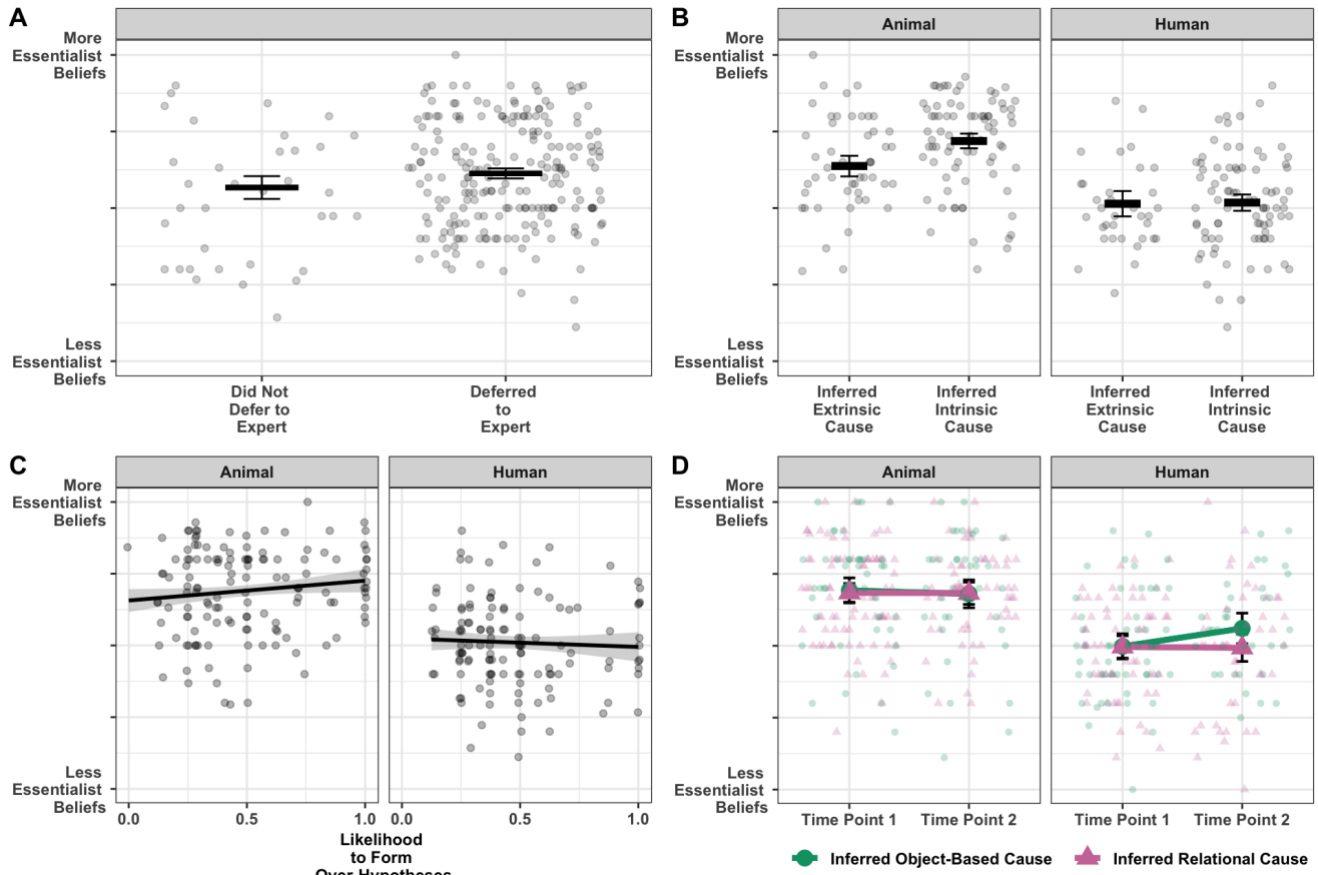 A
More
Essentialist
Beliefs
Less
Essentialist
Beliefs
Did Not
Defer to
Expert
Deferred
to
Expert
B
Animal
Human
More
Essentialist
Beliefs
Less
Essentialist
Beliefs
Inferred
Extrinsic
Cause
Inferred
Intrinsic
Cause
Inferred
Extrinsic
Cause
Inferred
Intrinsic
Cause
C
Animal
Human
More
Essentialist
Beliefs
Less
Essentialist
Beliefs
0.0 0.5 1.0 0.0 0.5 1.0
Likelihood
to Form
Over Hypotheses
D
Animal
Human
More
Essentialist
Beliefs
Less
Essentialist
Beliefs
Time Point 1 Time Point 2 Time Point 1 Time Point 2
Inferred Object-Based Cause Inferred Relational Cause